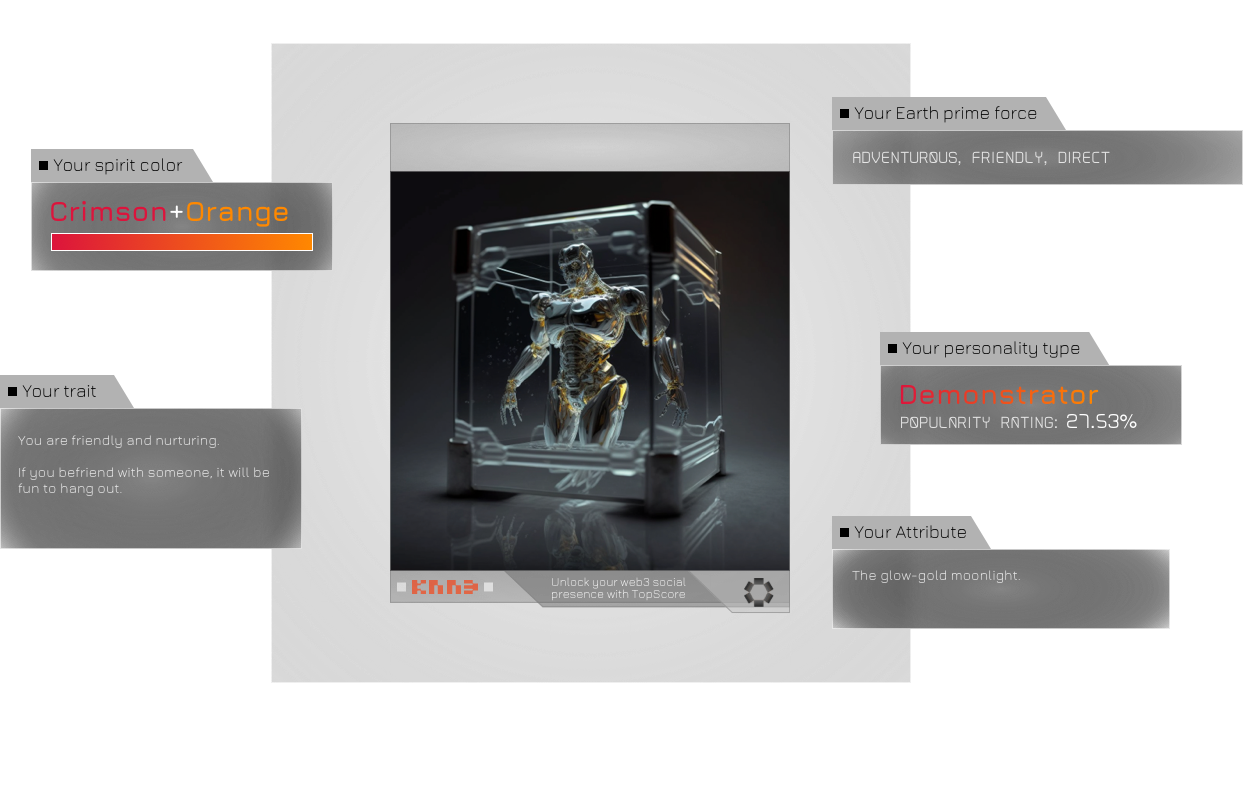 Your Earth prime force
ADVENTUROUS, FRIENDLY, DIRECT
Your spirit color
Crimson+Orange
Your personality type
Demonstrator
POPULARITY RATING: 27.53%
Your trait
You are friendly and nurturing.
If you befriend with someone, it will be
fun to hang out.
Your Attribute
The glow-gold moonlight.
KNN3
Unlock your web3 social
presence with TopScore